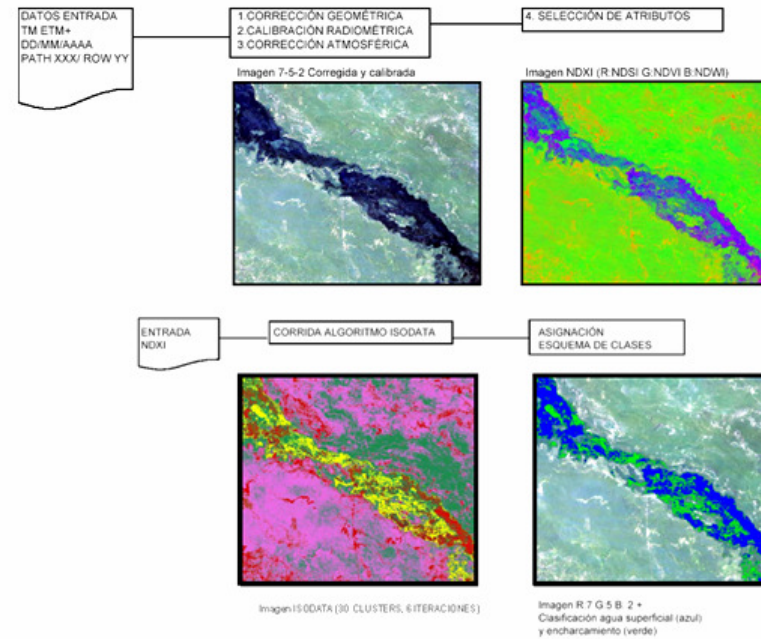 DATOS ENTRADA
TM ETM+
DD/MM/AAAA
PATH XXX/ ROW YY
1.CORRECCIÓN GEOMÉTRICA
2.CALIBRACIÓN RADIOMÉTRICA
3.CORRECCIÓN ATMOSFÉRICA
4. SELECCIÓN DE ATRIBUTOS
Imagen 7-5-2 Corregida y calibrada
Imagen NDXI (R:NDSI G:NDVI B:NDWI)
ENTRADA
NDXI
CORRIDA ALGORITMO ISODATA
ASIGNACIÓN
ESQUEMA DE CLASES
Imagen ISODATA (30 CLUSTERS, 6 ITERACIONES)
Imagen R:7 G:5 B: 2 +
Clasificación agua superficial (azul)
y encharcamiento (verde)